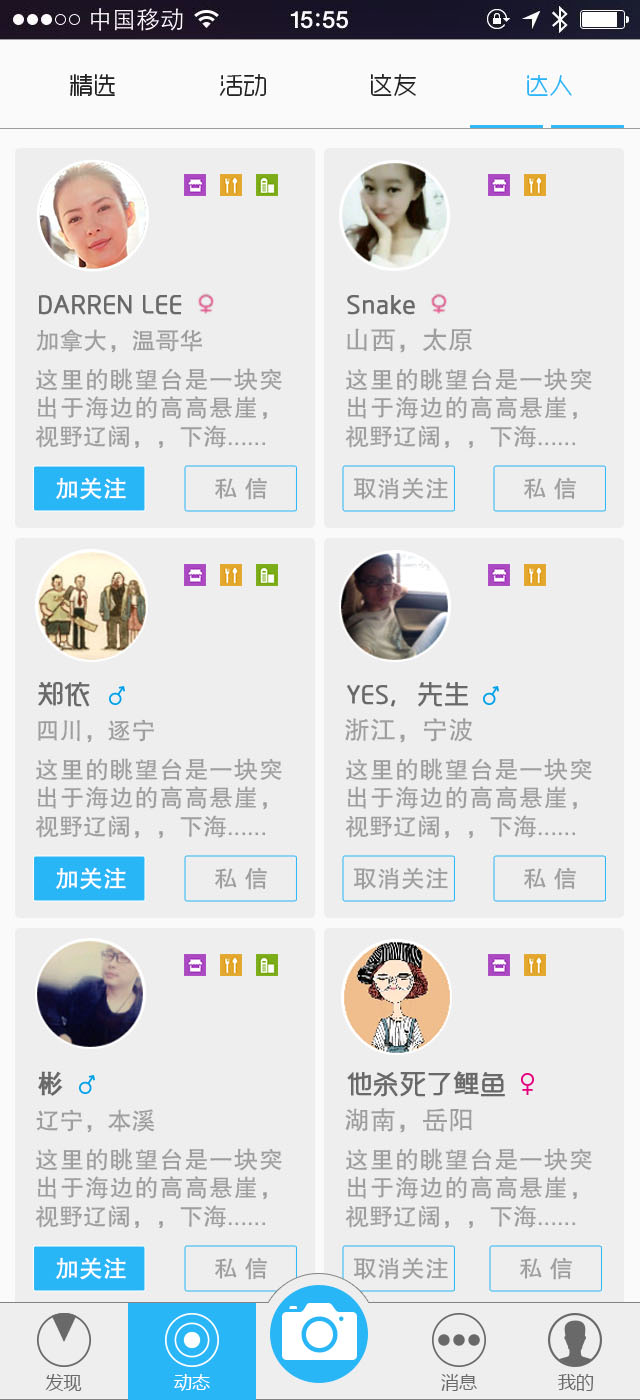 中国移动 15:55
精选 活动 这友 达人
DARREN LEE
加拿大，温哥华
这里的眺望台是一块突
出于海边的高高悬崖，
视野辽阔，，下海......
加关注 私 信
Snake
山西，太原
这里的眺望台是一块突
出于海边的高高悬崖，
视野辽阔，，下海......
取消关注 私 信
郑依
四川，逐宁
这里的眺望台是一块突
出于海边的高高悬崖，
视野辽阔，，下海......
加关注 私 信
YES，先生
浙江，宁波
这里的眺望台是一块突
出于海边的高高悬崖，
视野辽阔，，下海......
取消关注 私 信
彬
辽宁，本溪
这里的眺望台是一块突
出于海边的高高悬崖，
视野辽阔，，下海......
加关注 私 信
他杀死了鲤鱼
湖南，岳阳
这里的眺望台是一块突
出于海边的高高悬崖，
视野辽阔，，下海......
取消关注 私 信
发现 动态 消息 我的